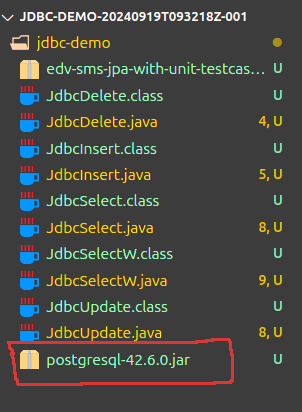 JDBC-DEMO-20240919T093218Z-001
jdbc-demo
edv-sms-jpa-with-unit-testcas... U
JdbcDelete.class U
JdbcDelete.java 4, U
JdbcInsert.class U
JdbcInsert.java 5, U
JdbcSelect.class U
JdbcSelect.java 8, U
JdbcSelectW.class U
JdbcSelectW.java 9, U
JdbcUpdate.class U
JdbcUpdate.java 8, U
postgresql-42.6.0.jar U